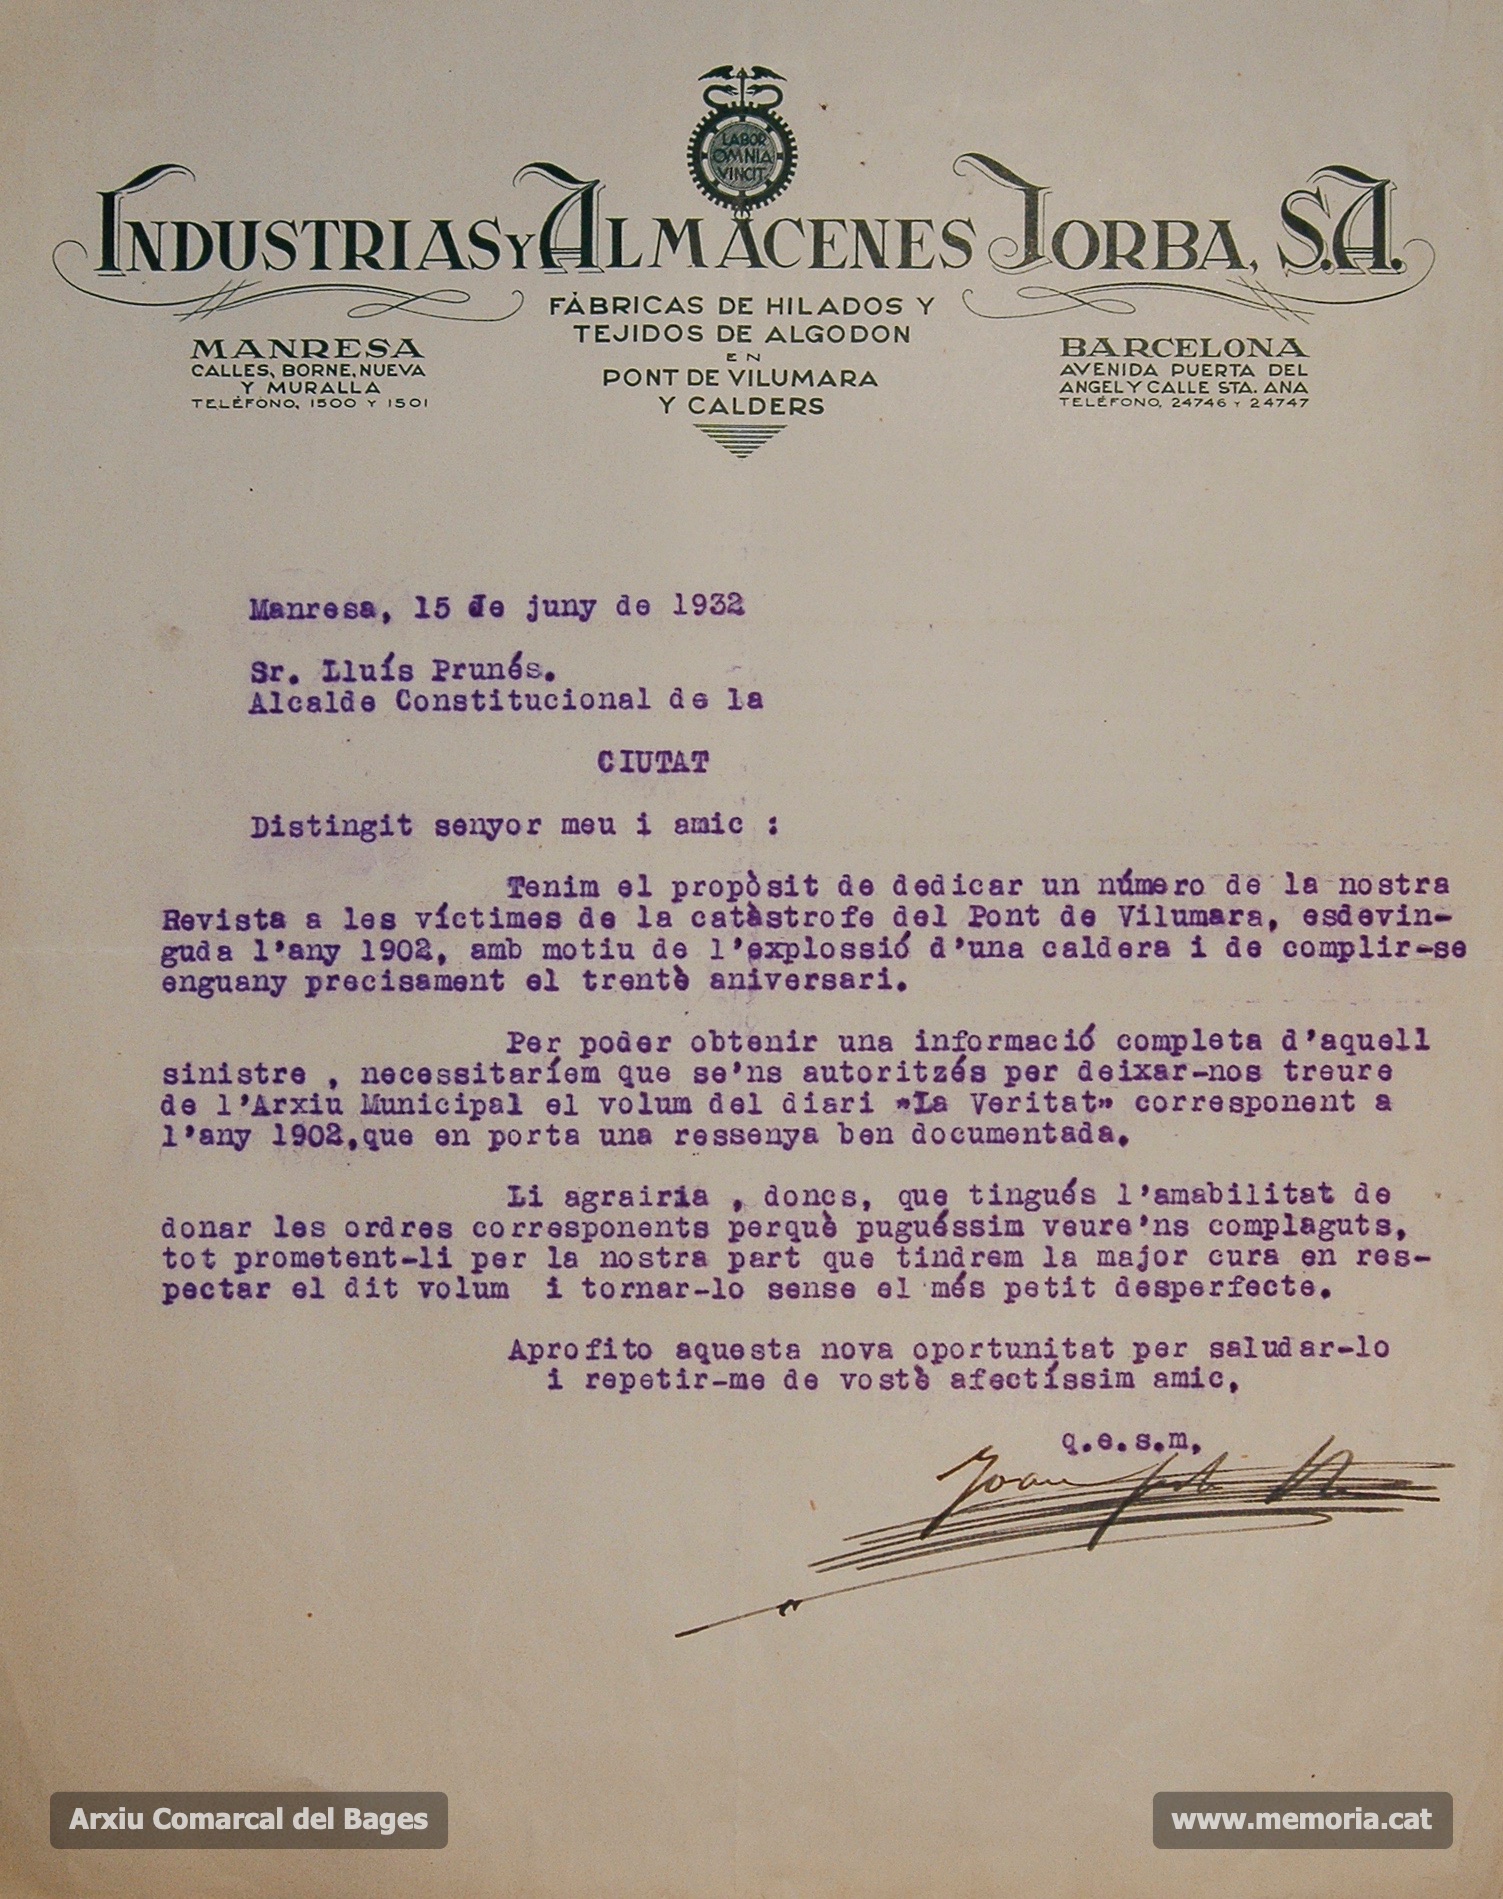 LABOR
OMNIA
VINCIT
INDUSTRIAS Y ALMACENES JORBA, S.A.
FÁBRICAS DE HILADOS Y
TEJIDOS DE ALGODON
EN
PONT DE VILUMARA
Y CALDERS
MANRESA
CALLES, BORNE, NUEVA
Y MURALLA
TELÉFONO, 1500 Y 1501
BARCELONA
AVENIDA PUERTA DEL
ANGEL Y CALLE STA. ANA
TELÉFONO, 24746 Y 24747
Manresa, 15 de juny de 1932
Sr. Lluís Prunés.
Alcalde Constitucional de la
CIUTAT
Distingit senyor meu i amic :
Tenim el propòsit de dedicar un número de la nostra
Revista a les víctimes de la catàstrofe del Pont de Vilumara, esdevin-
guda l'any 1902, amb motiu de l'explossió d'una caldera i de complir-se
enguany precisament el trentè aniversari.
Per poder obtenir una informació completa d'aquell
sinistre , necessitaríem que se'ns autoritzés per deixar-nos treure
de l'Arxiu Municipal el volum del diari "La Veritat" corresponent a
l'any 1902,que en porta una ressenya ben documentada.
Li agrairia , doncs, que tingués l'amabilitat de
donar les ordres corresponents perquè puguéssim veure'ns complaguts,
tot prometent-li per la nostra part que tindrem la major cura en res-
pectar el dit volum i tornar-lo sense el més petit desperfecte.
Aprofito aquesta nova oportunitat per saludar-lo
i repetir-me de vostè afectíssim amic,
q.e.s.m,
Joan
Arxiu Comarcal del Bages
www.memoria.cat